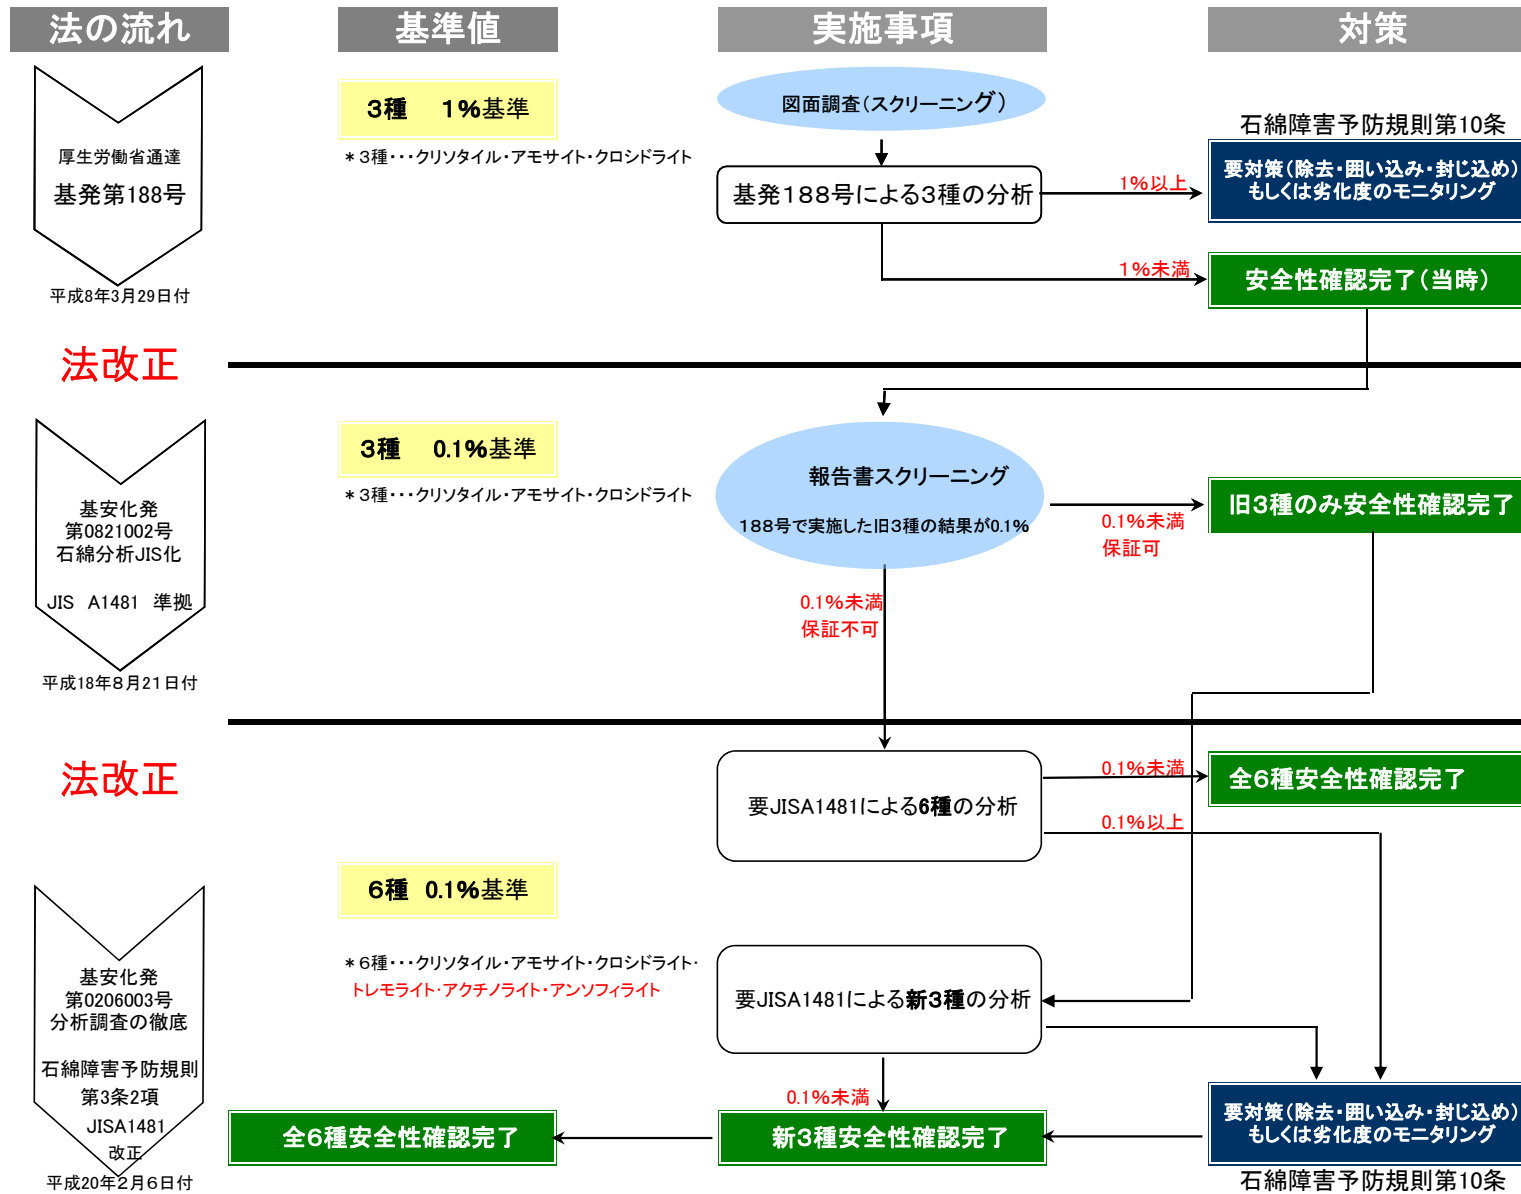 法の流れ
基準値
実施事項
対策
厚生労働省通達
基発第188号
平成8年3月29日付
3種　1%基準
＊3種・・・クリソタイル・アモサイト・クロシドライト
図面調査(スクリーニング)
基発188号による3種の分析
1%以上
1%未満
石綿障害予防規則第10条
要対策(除去・囲い込み・封じ込め)
もしくは劣化度のモニタリング
安全性確認完了(当時)
法改正
基安化発
第0821002号
石綿分析JIS化
JIS A1481 準拠
平成18年8月21日付
3種　0.1%基準
＊3種・・・クリソタイル・アモサイト・クロシドライト
報告書スクリーニング
188号で実施した旧3種の結果が0.1%
0.1%未満
保証可
旧3種のみ安全性確認完了
0.1%未満
保証不可
法改正
要JISA1481による6種の分析
0.1%未満
0.1%以上
全6種安全性確認完了
基安化発
第0206003号
分析調査の徹底
石綿障害予防規則
第3条2項
JISA1481
改正
平成20年2月6日付
6種 0.1%基準
＊6種・・・クリソタイル・アモサイト・クロシドライト・
トレモライト・アクチノライト・アンソフィライト
要JISA1481による新3種の分析
0.1%未満
全6種安全性確認完了
新3種安全性確認完了
要対策(除去・囲い込み・封じ込め)
もしくは劣化度のモニタリング
石綿障害予防規則第10条